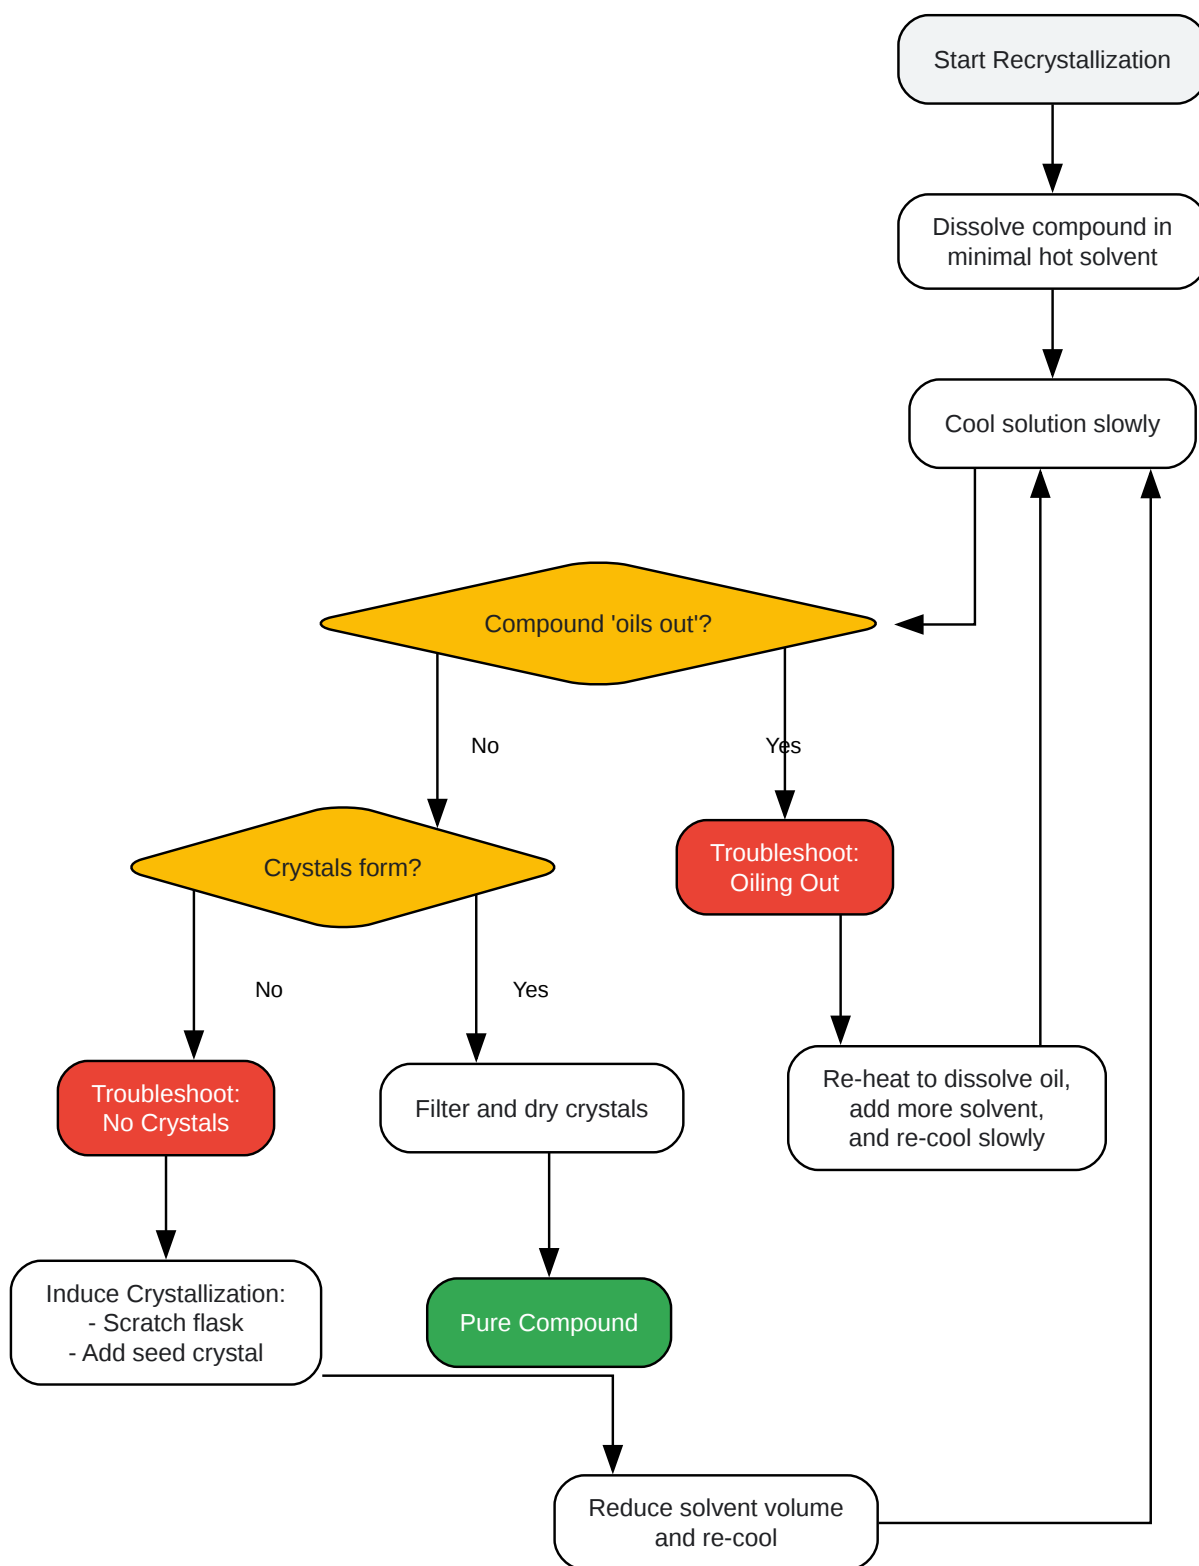 Start Recrystallization
Dissolve compound in
minimal hot solvent
Cool solution slowly
Compound 'oils out'?
No
Yes
Crystals form?
Troubleshoot:
Oiling Out
No
Yes
Troubleshoot:
No Crystals
Filter and dry crystals
Re-heat to dissolve oil,
add more solvent,
and re-cool slowly
Induce Crystallization:
- Scratch flask
- Add seed crystal
Pure Compound
Reduce solvent volume
and re-cool